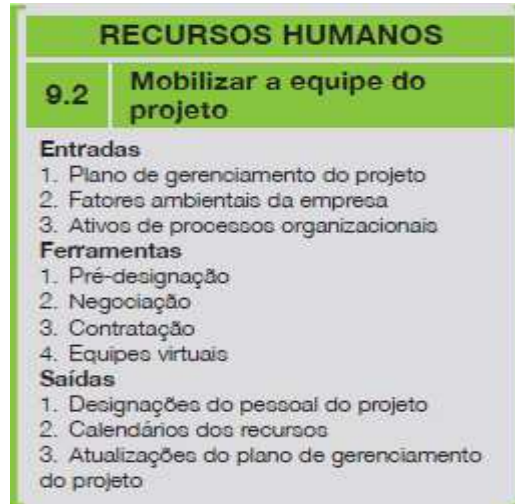 RECURSOS HUMANOS
9.2
Mobilizar a equipe do
projeto
Entradas
1. Plano de gerenciamento do projeto
2. Fatores ambientais da empresa
3. Ativos de processos organizacionais
Ferramentas
1. Pré-designação
2. Negociação
3. Contratação
4. Equipes virtuais
Saídas
1. Designações do pessoal do projeto
2. Calendários dos recursos
3. Atualizações do plano de gerenciamento
do projeto